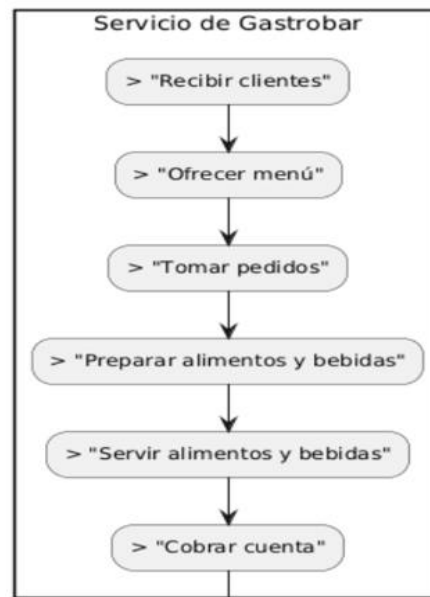 Servicio de Gastrobar
> "Recibir clientes"
> "Ofrecer menú"
> "Tomar pedidos"
> "Preparar alimentos y bebidas"
> "Servir alimentos y bebidas"
> "Cobrar cuenta"